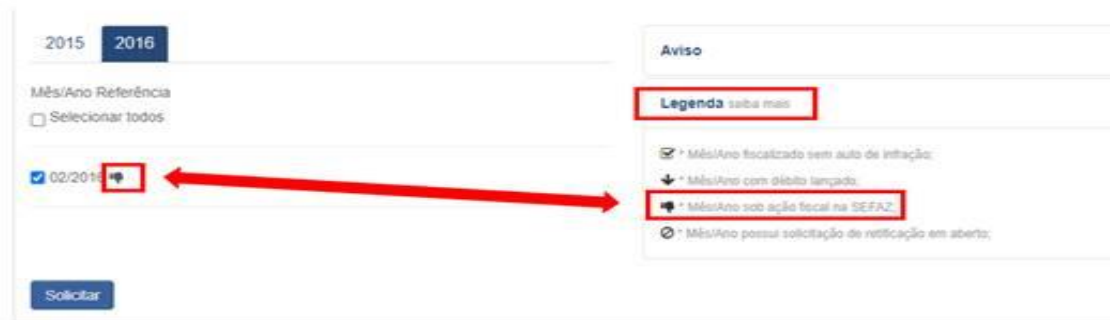 2015 2016
Mês/Ano Referência
Selecionar todos
02/2016
Solicitar
Aviso
Legenda saiba mais
* Mês/Ano fiscalizado sem auto de infração;
* Mês/Ano com débito lançado;
* Mês/Ano sob ação fiscal na SEFAZ;
* Mês/Ano possui solicitação de retificação em aberto;